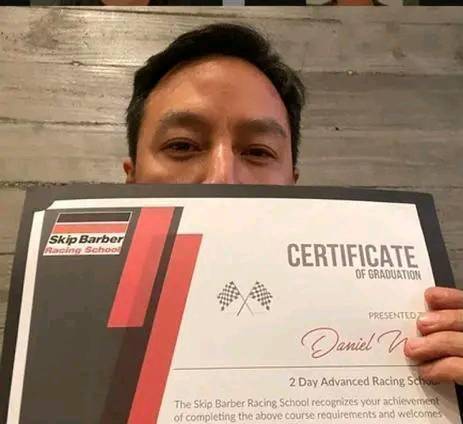 Skip Barber
Racing School
CERTIFICATE
OF GRADUATION
PRESENTED
Daniel
2 Day Advanced Racing School
The Skip Barber Racing School recognizes your achievement
of completing the above course requirements and welcomes